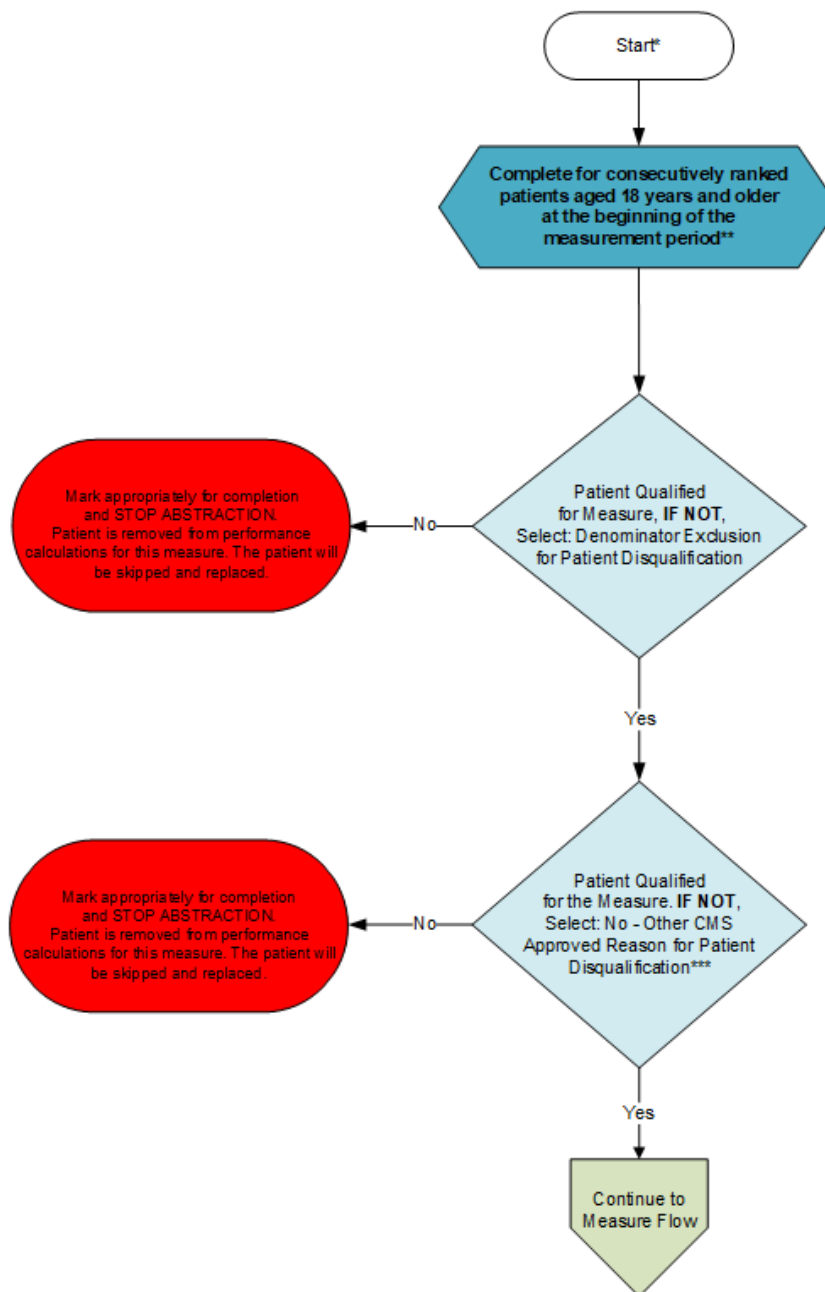 Start*
Complete for consecutively ranked
patients aged 18 years and older
at the beginning of the
measurement period**
Patient Qualified
for Measure, IF NOT,
Select: Denominator Exclusion
for Patient Disqualification
No
Mark appropriately for completion
and STOP ABSTRACTION.
Patient is removed from performance
calculations for this measure. The patient will
be skipped and replaced.
Yes
Patient Qualified
for the Measure. IF NOT,
Select: No - Other CMS
Approved Reason for Patient
Disqualification***
No
Mark appropriately for completion
and STOP ABSTRACTION.
Patient is removed from performance
calculations for this measure. The patient will
be skipped and replaced.
Yes
Continue to
Measure Flow